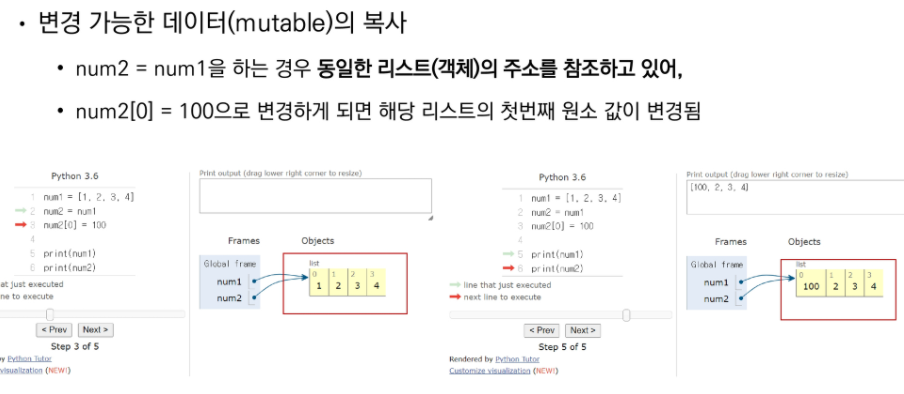 • 변경 가능한 데이터(mutable)의 복사
• num2 = num1을 하는 경우 동일한 리스트(객체)의 주소를 참조하고 있어,
• num2[0] = 100으로 변경하게 되면 해당 리스트의 첫번째 원소 값이 변경됨
Python 3.6
1 num1 = [1, 2, 3, 4]
2 num2 = num1
3 num2[0] = 100
4
5 print(num1)
6 print(num2)
at just executed
ne to execute
< Prev Next >
Step 3 of 5
y Python Tutor
visualization (NEW!)
Print output (drag lower right corner to resize)
Frames Objects
Global frame
num1
num2
list
0 1 2 3
1 2 3 4
Python 3.6
1 num1 = [1, 2, 3, 4]
2 num2 = num1
3 num2[0] = 100
4
5 print(num1)
6 print(num2)
line that just executed
next line to execute
< Prev Next >
Step 5 of 5
Rendered by Python Tutor
Customize visualization (NEW!)
Print output (drag lower right corner to resize)
[100, 2, 3, 4]
Frames Objects
Global frame
num1
num2
list
0 1 2 3
100 2 3 4